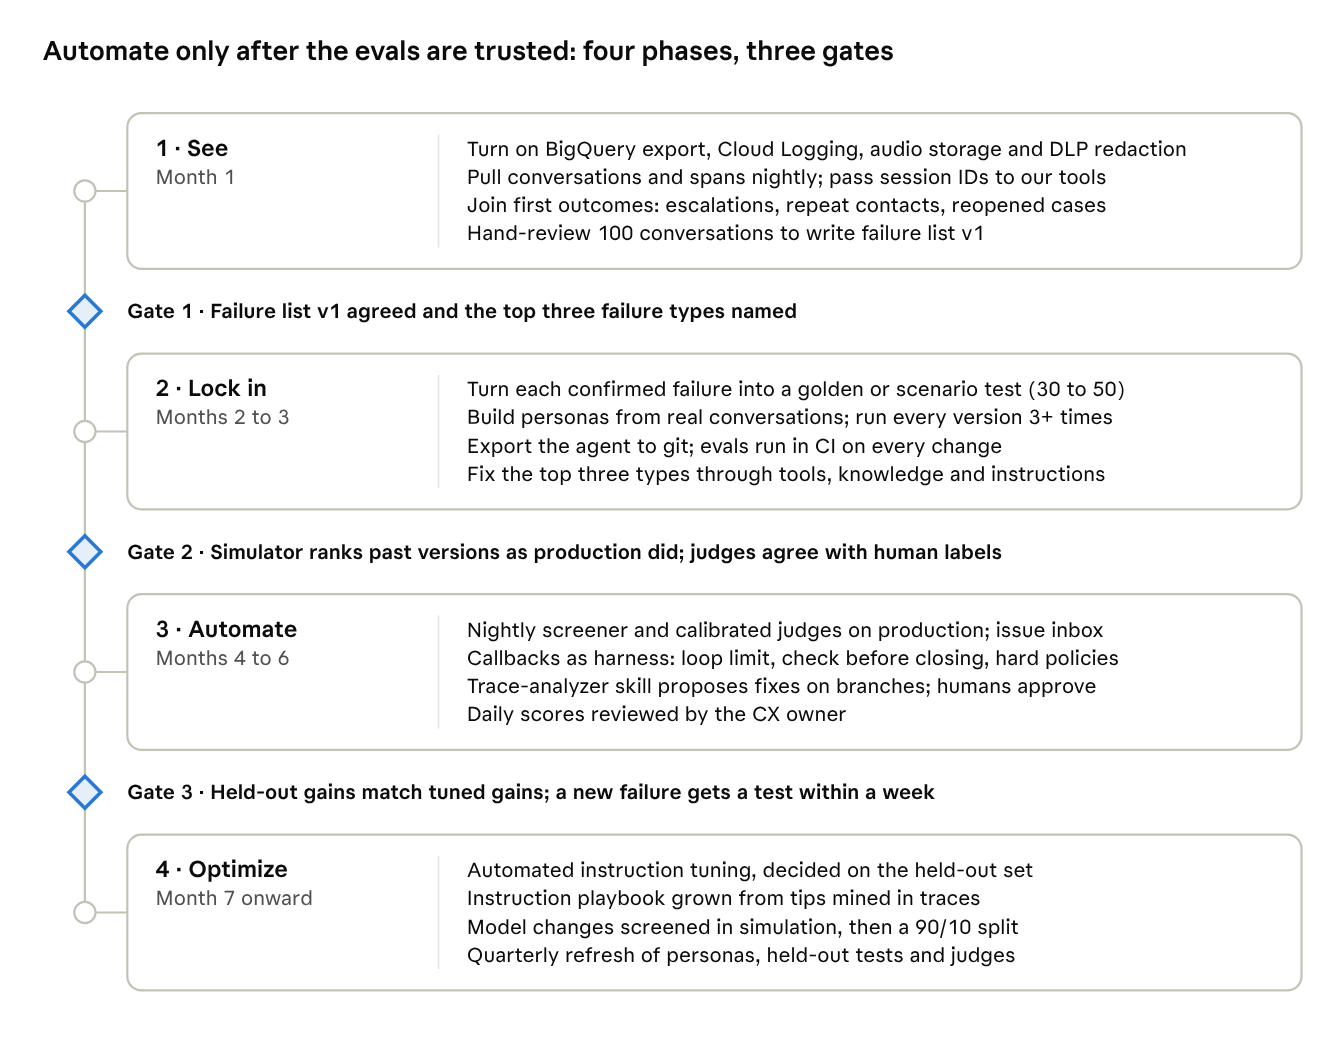 Automate only after the evals are trusted: four phases, three gates
1 · See
Month 1
Turn on BigQuery export, Cloud Logging, audio storage and DLP redaction
Pull conversations and spans nightly; pass session IDs to our tools
Join first outcomes: escalations, repeat contacts, reopened cases
Hand-review 100 conversations to write failure list v1
Gate 1 · Failure list v1 agreed and the top three failure types named
2 · Lock in
Months 2 to 3
Turn each confirmed failure into a golden or scenario test (30 to 50)
Build personas from real conversations; run every version 3+ times
Export the agent to git; evals run in CI on every change
Fix the top three types through tools, knowledge and instructions
Gate 2 · Simulator ranks past versions as production did; judges agree with human labels
3 · Automate
Months 4 to 6
Nightly screener and calibrated judges on production; issue inbox
Callbacks as harness: loop limit, check before closing, hard policies
Trace-analyzer skill proposes fixes on branches; humans approve
Daily scores reviewed by the CX owner
Gate 3 · Held-out gains match tuned gains; a new failure gets a test within a week
4 · Optimize
Month 7 onward
Automated instruction tuning, decided on the held-out set
Instruction playbook grown from tips mined in traces
Model changes screened in simulation, then a 90/10 split
Quarterly refresh of personas, held-out tests and judges